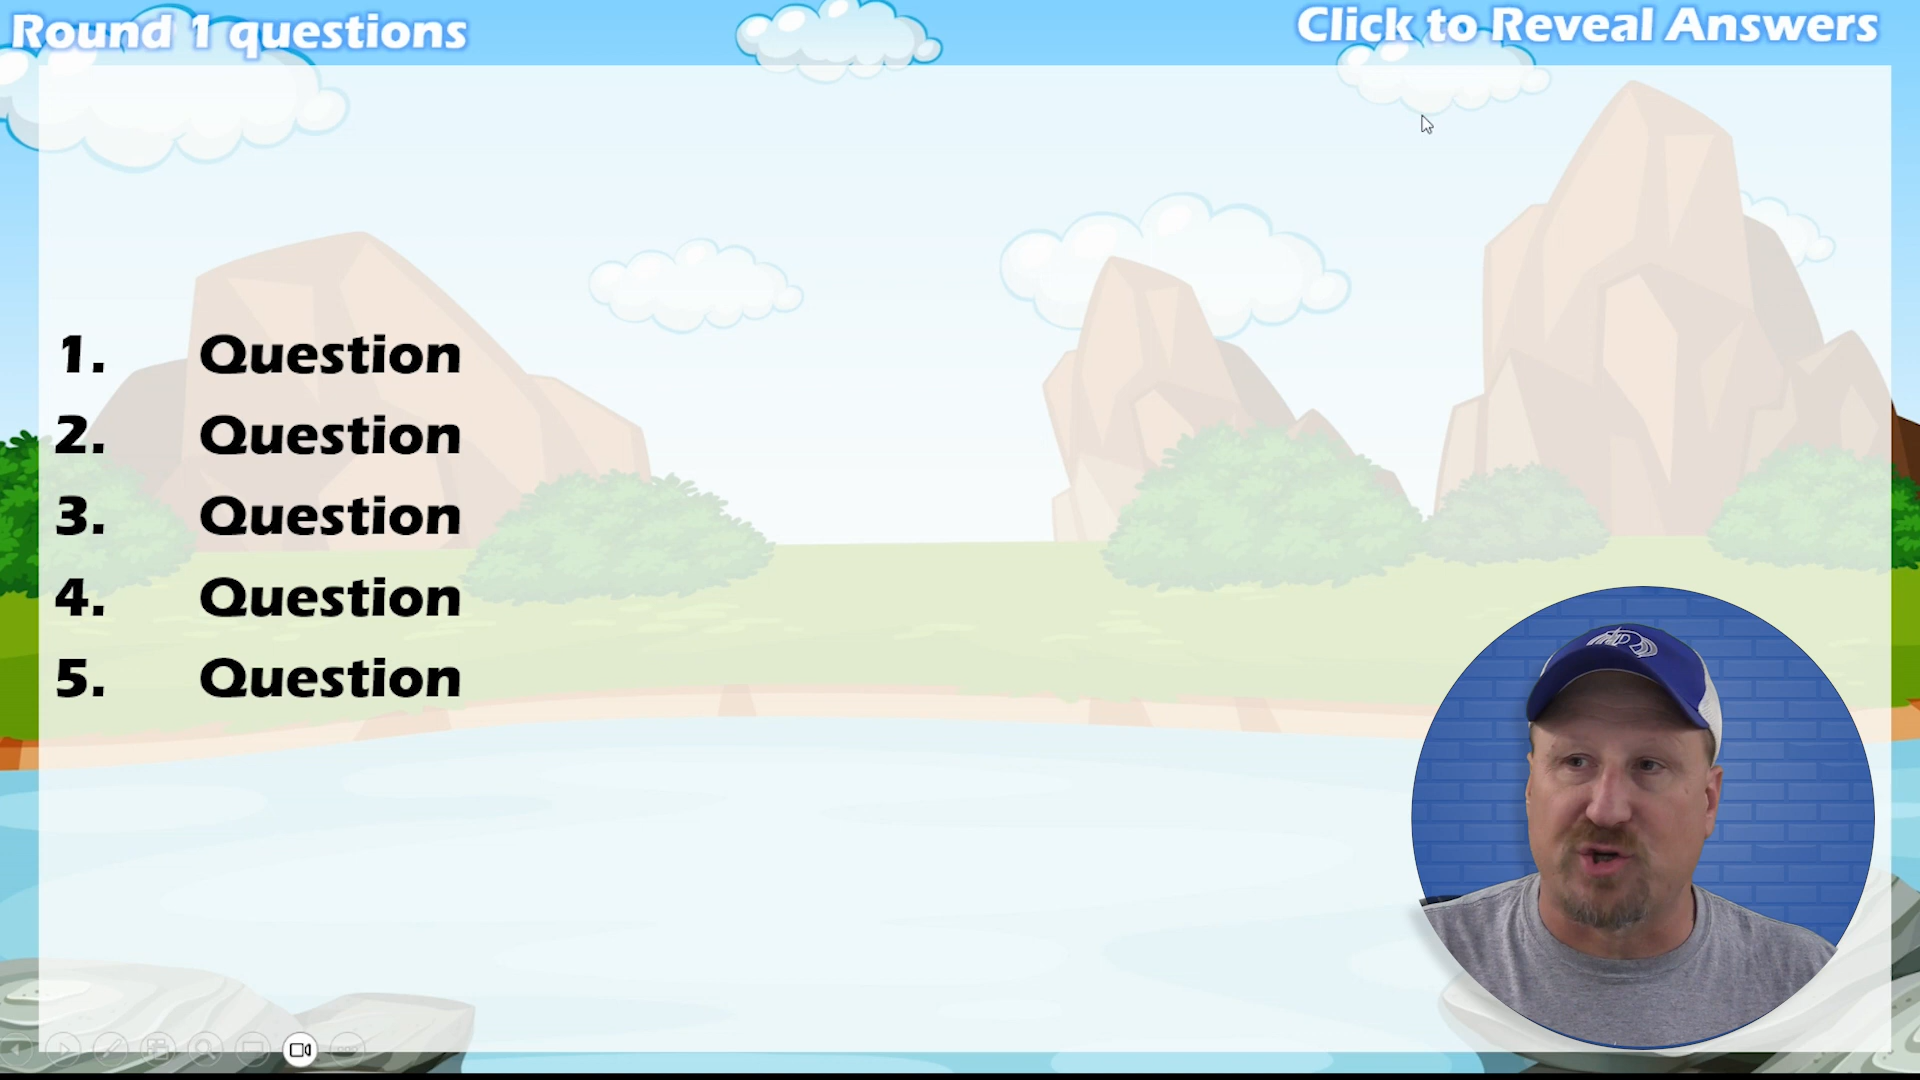 Round 1 questions
Click to Reveal Answers
1. Question
2. Question
3. Question
4. Question
5. Question